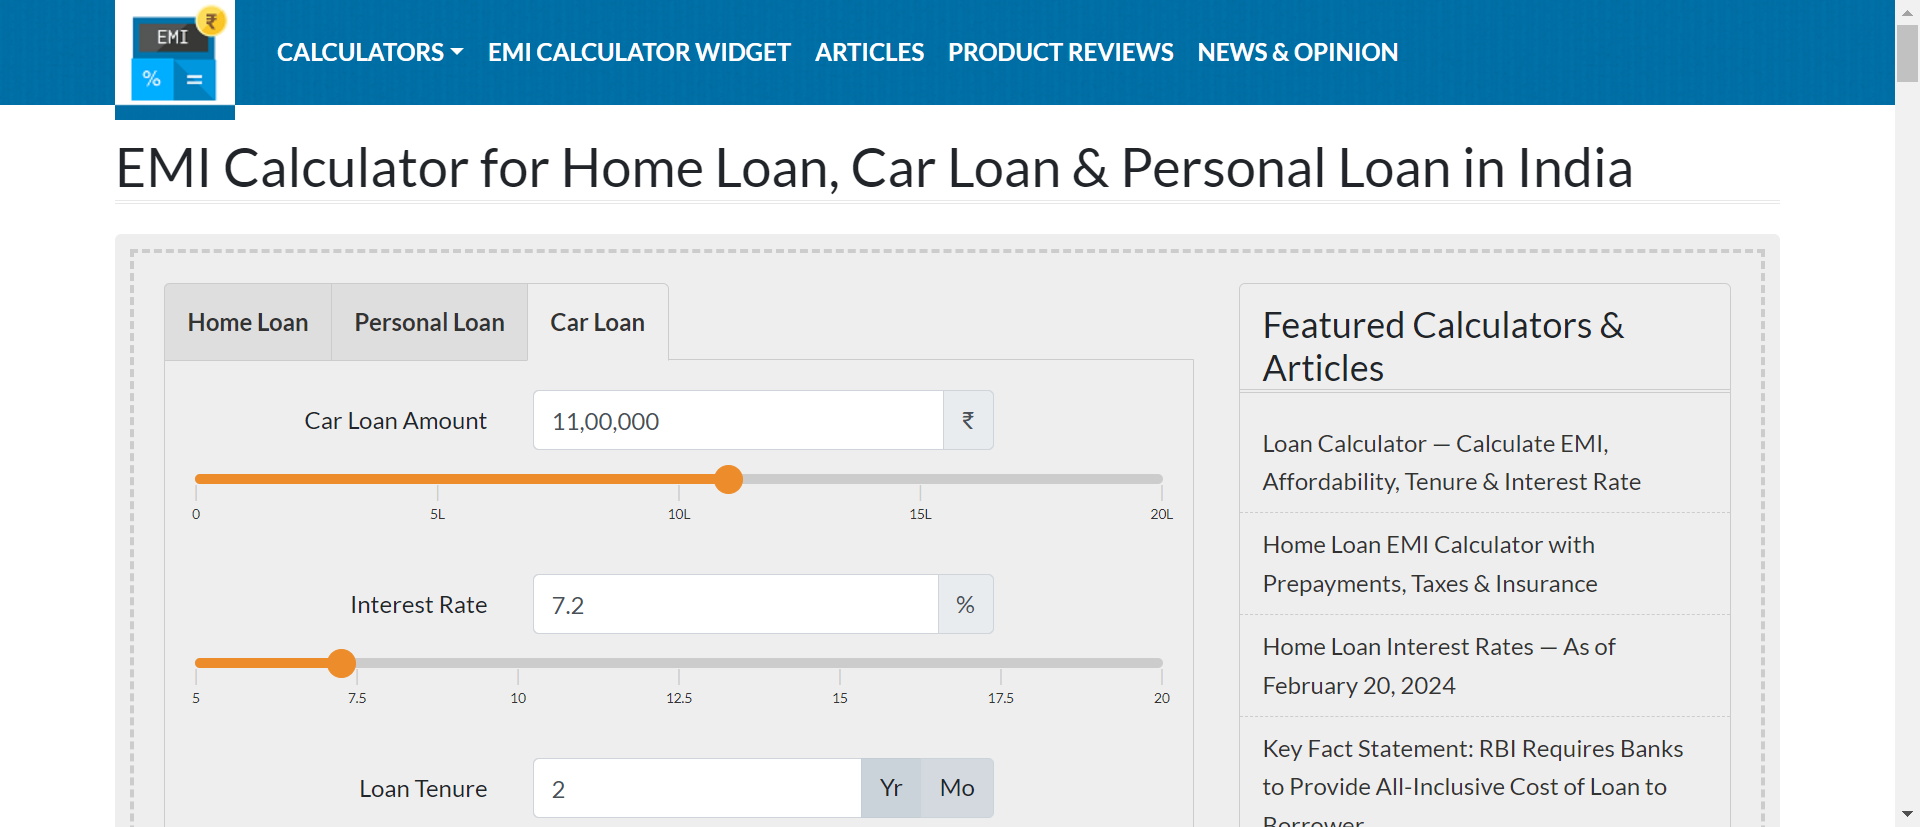 EMI
₹
%
=
CALCULATORS EMI CALCULATOR WIDGET ARTICLES PRODUCT REVIEWS NEWS & OPINION
EMI Calculator for Home Loan, Car Loan & Personal Loan in India
Home Loan Personal Loan Car Loan
Car Loan Amount 11,00,000 ₹
0 5L 10L 15L 20L
Interest Rate 7.2 %
5 7.5 10 12.5 15 17.5 20
Loan Tenure 2 Yr Mo
Featured Calculators &
Articles
Loan Calculator — Calculate EMI,
Affordability, Tenure & Interest Rate
Home Loan EMI Calculator with
Prepayments, Taxes & Insurance
Home Loan Interest Rates — As of
February 20, 2024
Key Fact Statement: RBI Requires Banks
to Provide All-Inclusive Cost of Loan to
Borrower